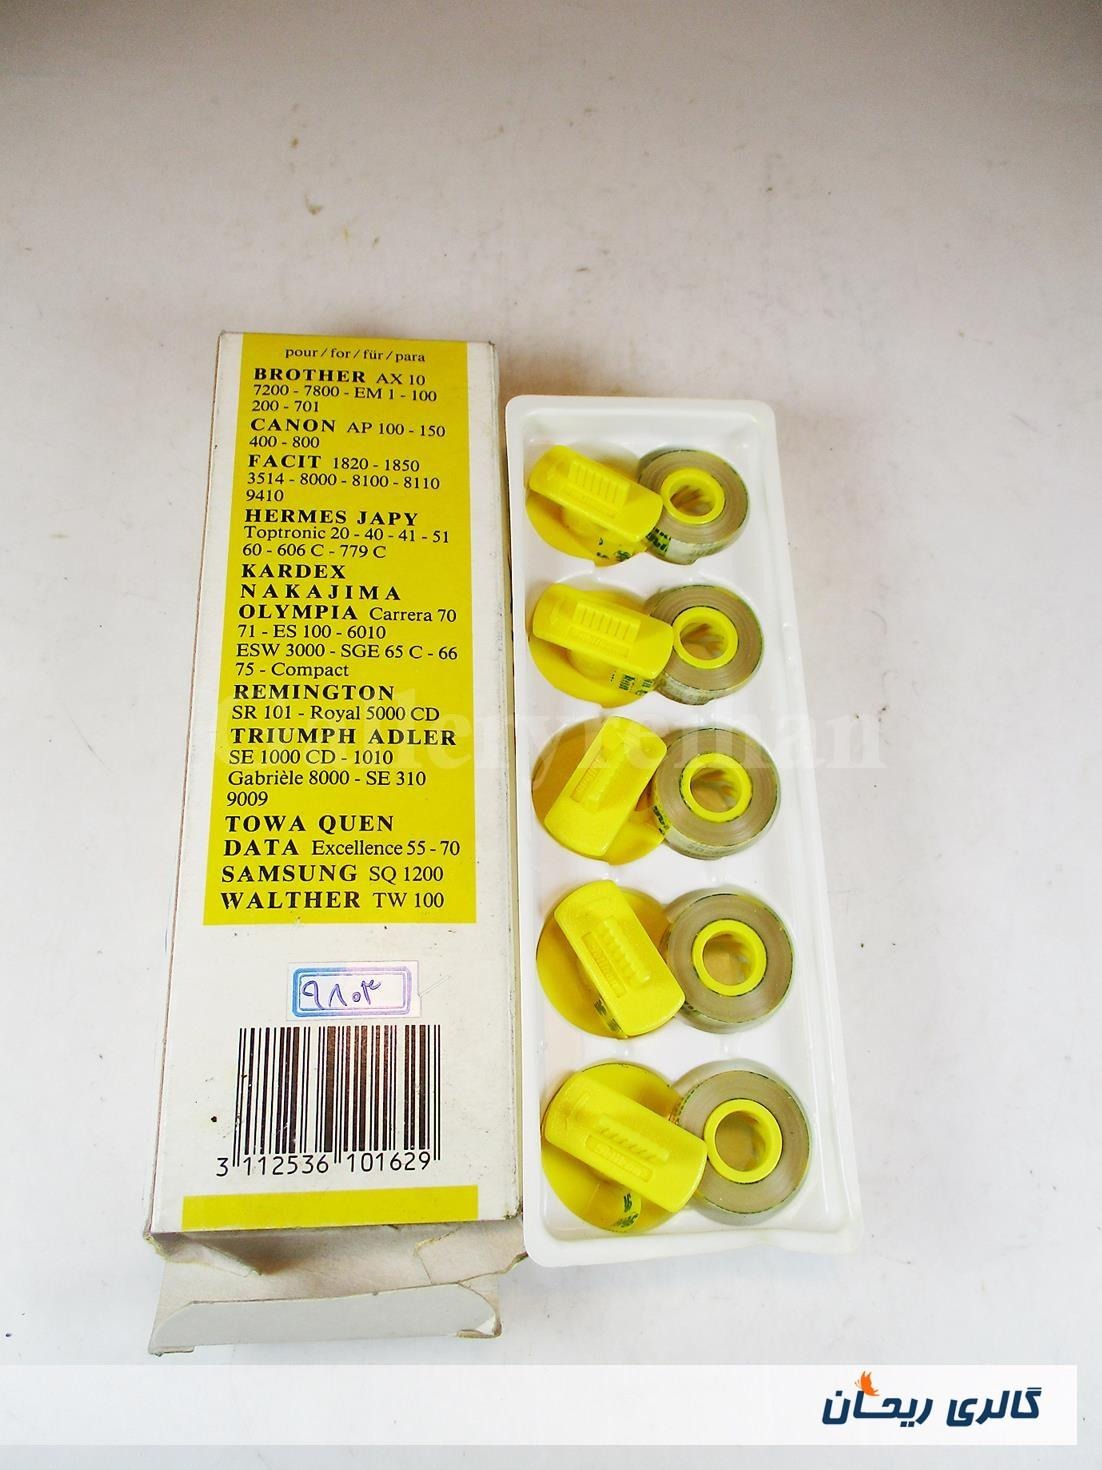 pour / for / für / para
BROTHER AX 10
7200 - 7800 - EM 1 - 100
200 - 701
CANON AP 100 - 150
400 - 800
FACIT 1820 - 1850
3514 - 8000 - 8100 - 8110
9410
HERMES JAPY
Toptronic 20 - 40 - 41 - 51
60 - 606 C - 779 C
KARDEX
NAKAJIMA
OLYMPIA Carrera 70
71 - ES 100 - 6010
ESW 3000 - SGE 65 C - 66
75 - Compact
REMINGTON
SR 101 - Royal 5000 CD
TRIUMPH ADLER
SE 1000 CD - 1010
Gabrièle 8000 - SE 310
9009
TOWA QUEN
DATA Excellence 55 - 70
SAMSUNG SQ 1200
WALTHER TW 100
۹۸۰۳
3 112536 101629
Galleryreihan
گالری ریحان